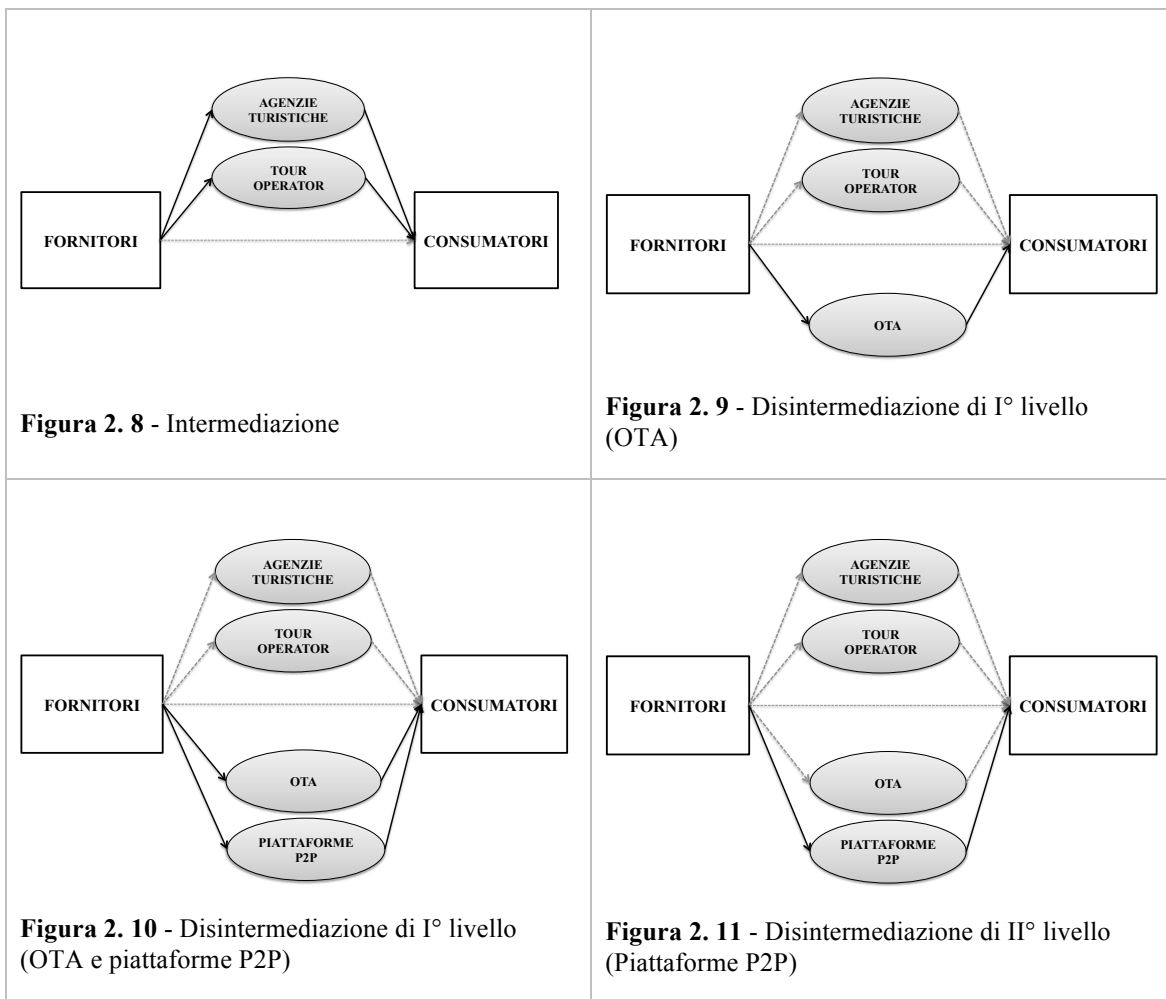 AGENZIE
TURISTICHE
TOUR
OPERATOR
FORNITORI
CONSUMATORI
Figura 2. 8 - Intermediazione
AGENZIE
TURISTICHE
TOUR
OPERATOR
FORNITORI
CONSUMATORI
OTA
Figura 2. 9 - Disintermediazione di I° livello
(OTA)
AGENZIE
TURISTICHE
TOUR
OPERATOR
FORNITORI
CONSUMATORI
OTA
PIATTAFORME
P2P
Figura 2. 10 - Disintermediazione di I° livello
(OTA e piattaforme P2P)
AGENZIE
TURISTICHE
TOUR
OPERATOR
FORNITORI
CONSUMATORI
OTA
PIATTAFORME
P2P
Figura 2. 11 - Disintermediazione di II° livello
(Piattaforme P2P)